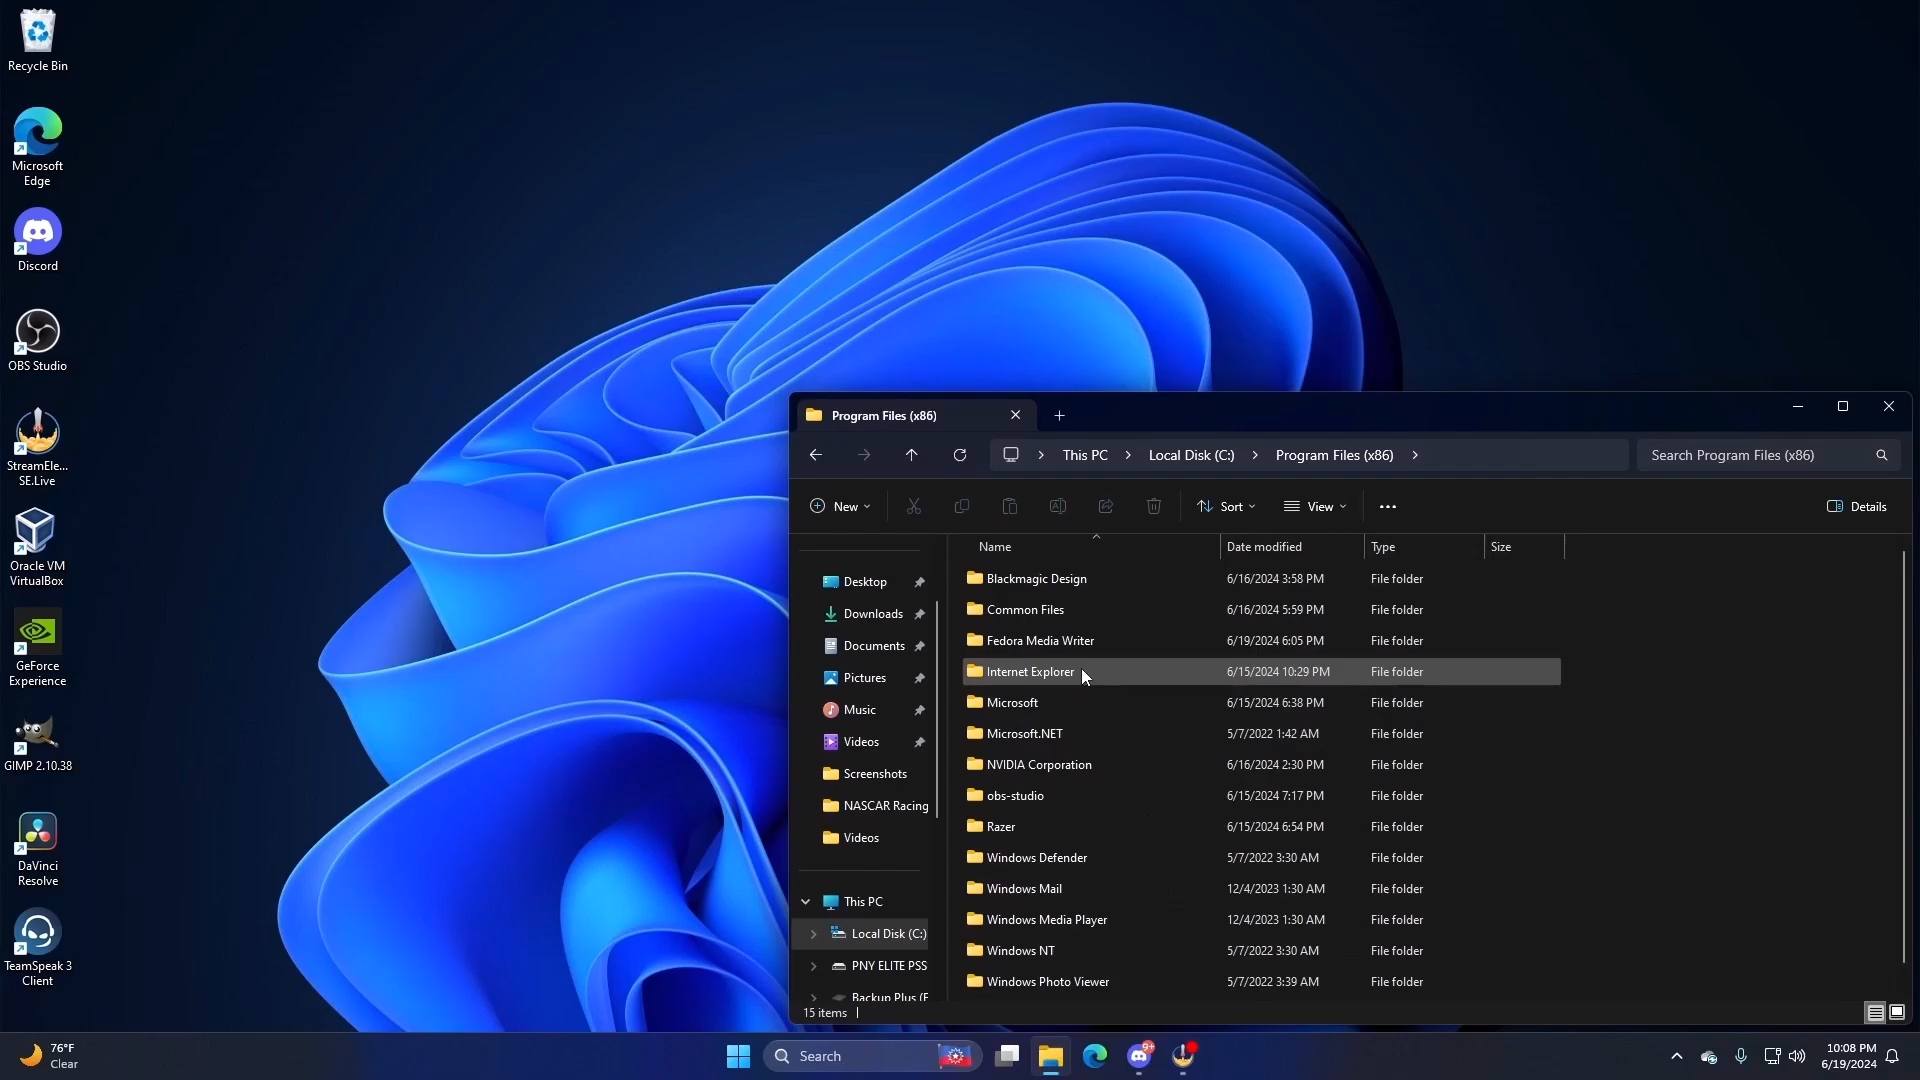 Recycle Bin
Microsoft
Edge
Discord
OBS Studio
StreamEle...
SE.Live
Oracle VM
VirtualBox
GeForce
Experience
GIMP 2.10.38
DaVinci
Resolve
TeamSpeak 3
Client
Program Files (x86)
This PC
Local Disk (C:)
Program Files (x86)
Search Program Files (x86)
New
Sort
View
Details
Name Date modified Type Size
Desktop
Downloads
Documents
Pictures
Music
Videos
Screenshots
NASCAR Racing
Videos
This PC
Local Disk (C:)
PNY ELITE PSS
Backup Plus (
Blackmagic Design 6/16/2024 3:58 PM File folder
Common Files 6/16/2024 5:59 PM File folder
Fedora Media Writer 6/19/2024 6:05 PM File folder
Internet Explorer 6/15/2024 10:29 PM File folder
Microsoft 6/15/2024 6:38 PM File folder
Microsoft.NET 5/7/2022 1:42 AM File folder
NVIDIA Corporation 6/16/2024 2:30 PM File folder
obs-studio 6/15/2024 7:17 PM File folder
Razer 6/15/2024 6:54 PM File folder
Windows Defender 5/7/2022 3:30 AM File folder
Windows Mail 12/4/2023 1:30 AM File folder
Windows Media Player 12/4/2023 1:30 AM File folder
Windows NT 5/7/2022 3:30 AM File folder
Windows Photo Viewer 5/7/2022 3:39 AM File folder
15 items
76°F
Clear
Search
9+
10:08 PM
6/19/2024